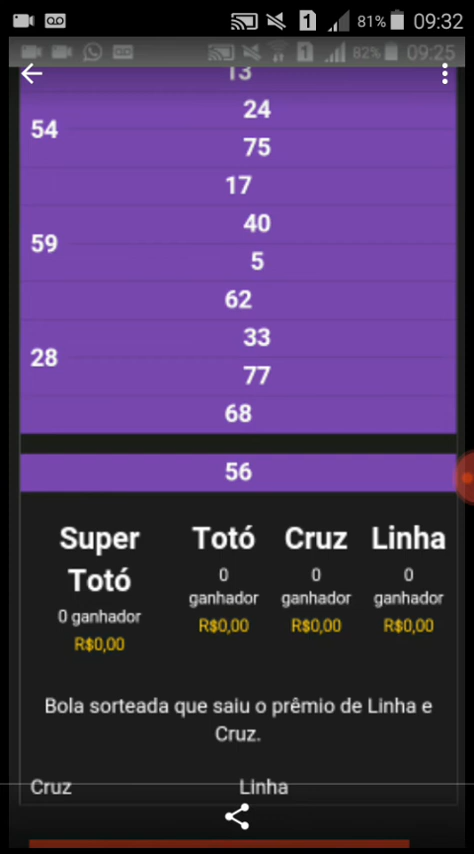 1 81% 09:32
1 82% 09:25
13
24
54
75
17
40
59
5
62
33
28
77
68
56
Super Totó Totó Cruz Linha
0 ganhador 0 ganhador 0 ganhador 0 ganhador
R$0,00 R$0,00 R$0,00 R$0,00
Bola sorteada que saiu o prêmio de Linha e
Cruz.
Cruz Linha